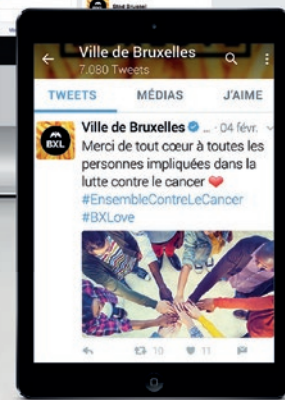 Ville de Bruxelles
7.080 Tweets
TWEETS MÉDIAS J'AIME
BXL
Ville de Bruxelles ... · 04 févr.
Merci de tout cœur à toutes les
personnes impliquées dans la
lutte contre le cancer
#EnsembleContreLeCancer
#BXLove
10 11